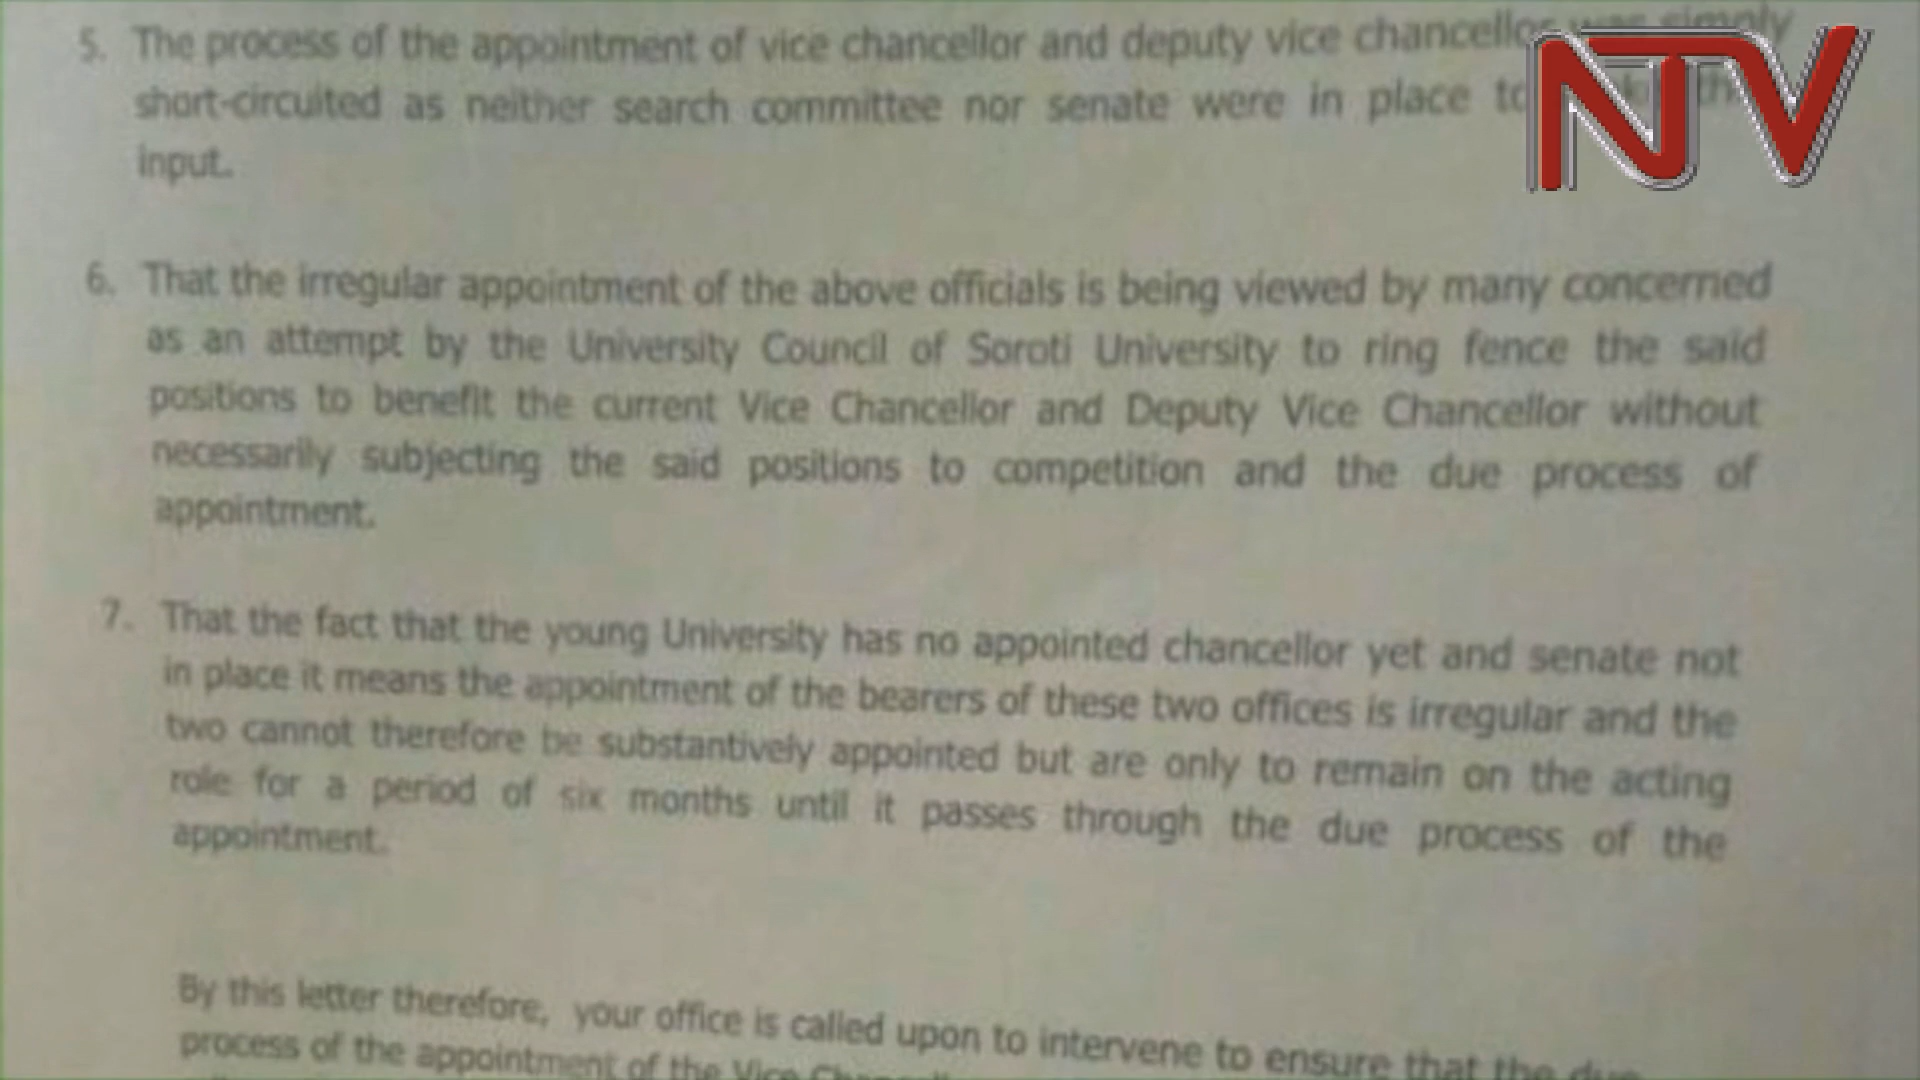 5. The process of the appointment of vice chancellor and deputy vice chancellor was simply
short-circuited as neither search committee nor senate were in place to
input.
NTV
6. That the irregular appointment of the above officials is being viewed by many concerned
as an attempt by the University Council of Soroti University to ring fence the said
positions to benefit the current Vice Chancellor and Deputy Vice Chancellor without
necessarily subjecting the said positions to competition and the due process of
appointment.
7. That the fact that the young University has no appointed chancellor yet and senate not
in place it means the appointment of the bearers of these two offices is irregular and the
two cannot therefore be substantively appointed but are only to remain on the acting
role for a period of six months until it passes through the due process of the
appointment.
By this letter therefore, your office is called upon to intervene to ensure that the due
process of the appointment of the Vice